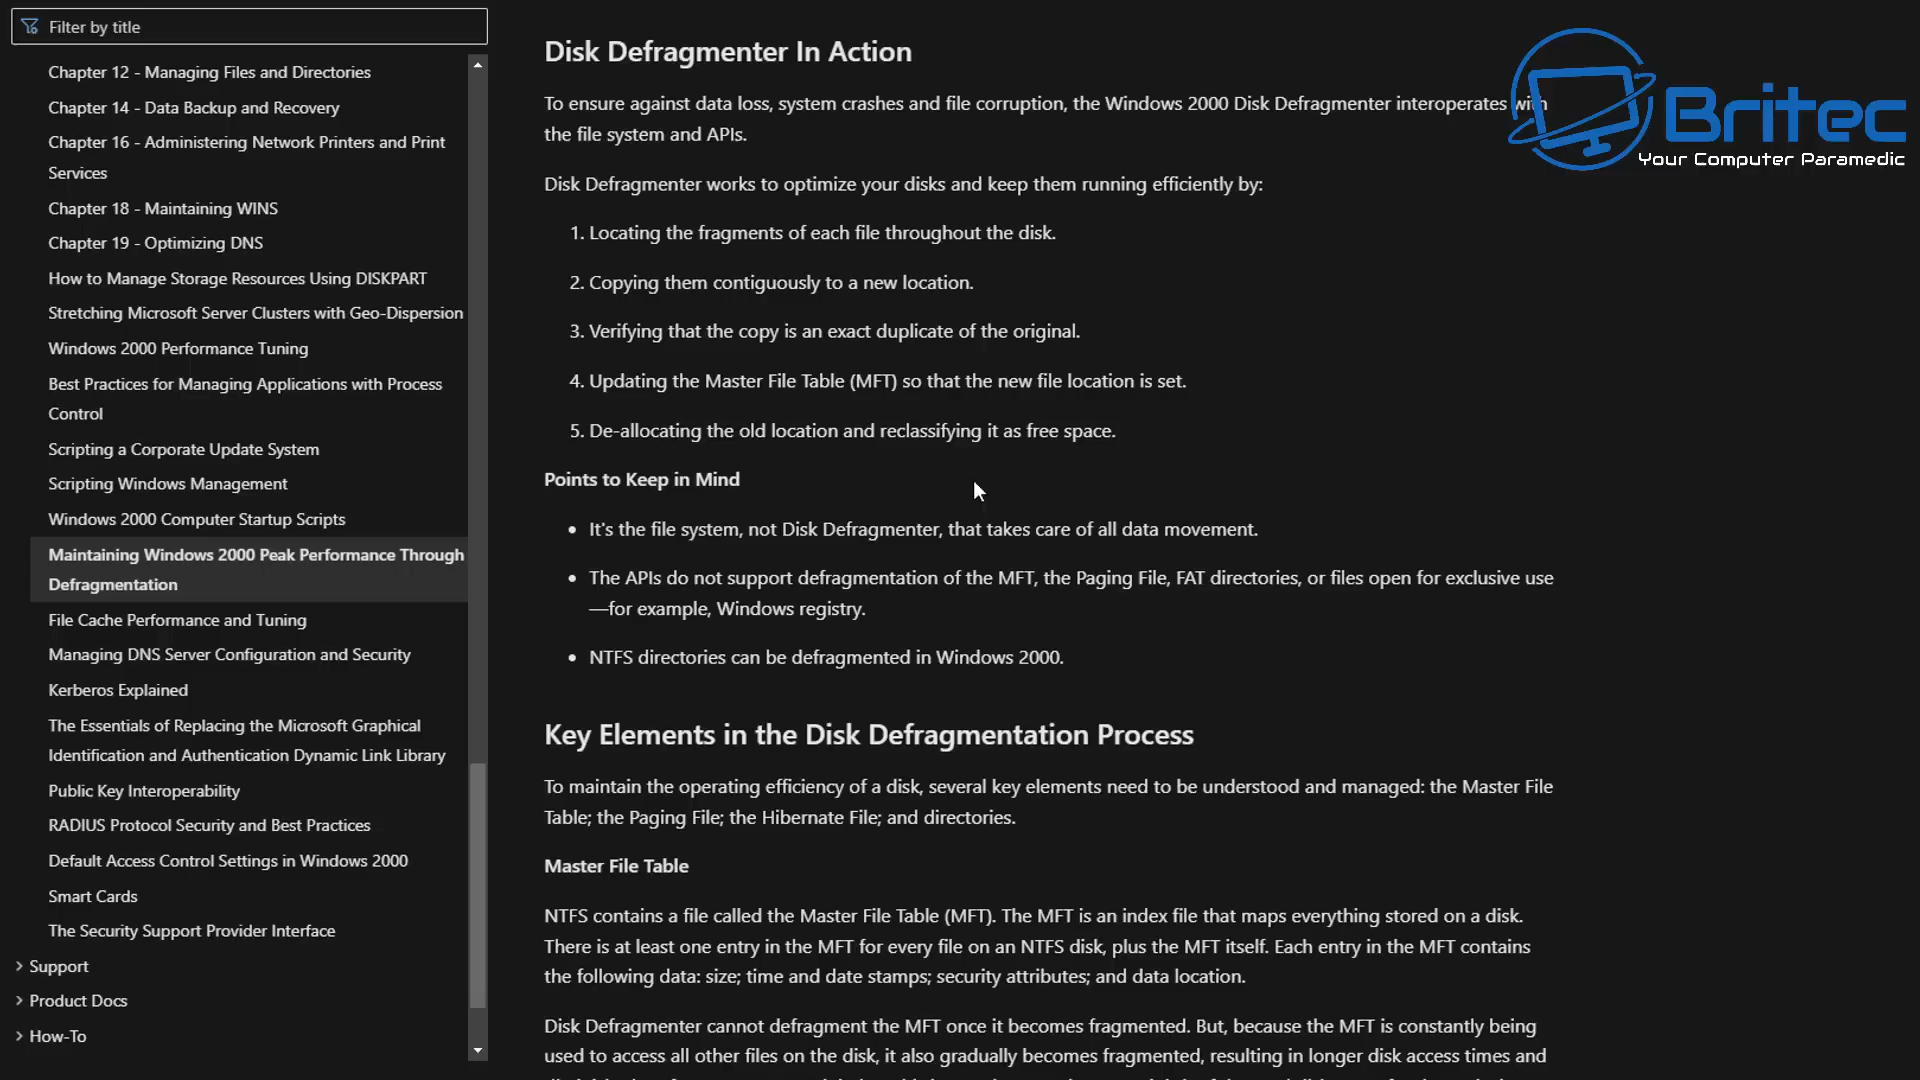 Filter by title
Chapter 12 - Managing Files and Directories
Chapter 14 - Data Backup and Recovery
Chapter 16 - Administering Network Printers and Print
Services
Chapter 18 - Maintaining WINS
Chapter 19 - Optimizing DNS
How to Manage Storage Resources Using DISKPART
Stretching Microsoft Server Clusters with Geo-Dispersion
Windows 2000 Performance Tuning
Best Practices for Managing Applications with Process
Control
Scripting a Corporate Update System
Scripting Windows Management
Windows 2000 Computer Startup Scripts
Maintaining Windows 2000 Peak Performance Through
Defragmentation
File Cache Performance and Tuning
Managing DNS Server Configuration and Security
Kerberos Explained
The Essentials of Replacing the Microsoft Graphical
Identification and Authentication Dynamic Link Library
Public Key Interoperability
RADIUS Protocol Security and Best Practices
Default Access Control Settings in Windows 2000
Smart Cards
The Security Support Provider Interface
Support
Product Docs
How-To
Disk Defragmenter In Action
To ensure against data loss, system crashes and file corruption, the Windows 2000 Disk Defragmenter interoperates with
the file system and APIs.
Disk Defragmenter works to optimize your disks and keep them running efficiently by:
1. Locating the fragments of each file throughout the disk.
2. Copying them contiguously to a new location.
3. Verifying that the copy is an exact duplicate of the original.
4. Updating the Master File Table (MFT) so that the new file location is set.
5. De-allocating the old location and reclassifying it as free space.
Points to Keep in Mind
• It's the file system, not Disk Defragmenter, that takes care of all data movement.
• The APIs do not support defragmentation of the MFT, the Paging File, FAT directories, or files open for exclusive use
—for example, Windows registry.
• NTFS directories can be defragmented in Windows 2000.
Key Elements in the Disk Defragmentation Process
To maintain the operating efficiency of a disk, several key elements need to be understood and managed: the Master File
Table; the Paging File; the Hibernate File; and directories.
Master File Table
NTFS contains a file called the Master File Table (MFT). The MFT is an index file that maps everything stored on a disk.
There is at least one entry in the MFT for every file on an NTFS disk, plus the MFT itself. Each entry in the MFT contains
the following data: size; time and date stamps; security attributes; and data location.
Disk Defragmenter cannot defragment the MFT once it becomes fragmented. But, because the MFT is constantly being
used to access all other files on the disk, it also gradually becomes fragmented, resulting in longer disk access times and
Britec
Your Computer Paramedic